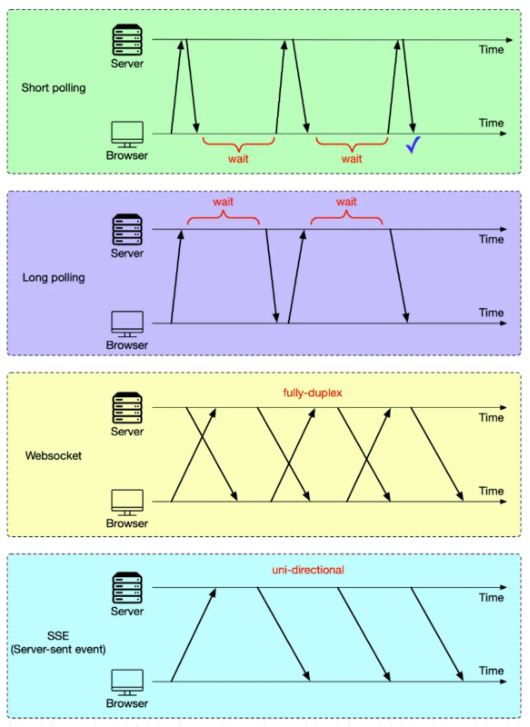 Server
Time
Short polling
Browser
wait
wait
Time
wait
wait
Server
Time
Long polling
Browser
Time
fully-duplex
Server
Time
Websocket
Browser
Time
uni-directional
Server
Time
SSE
(Server-sent event)
Browser
Time